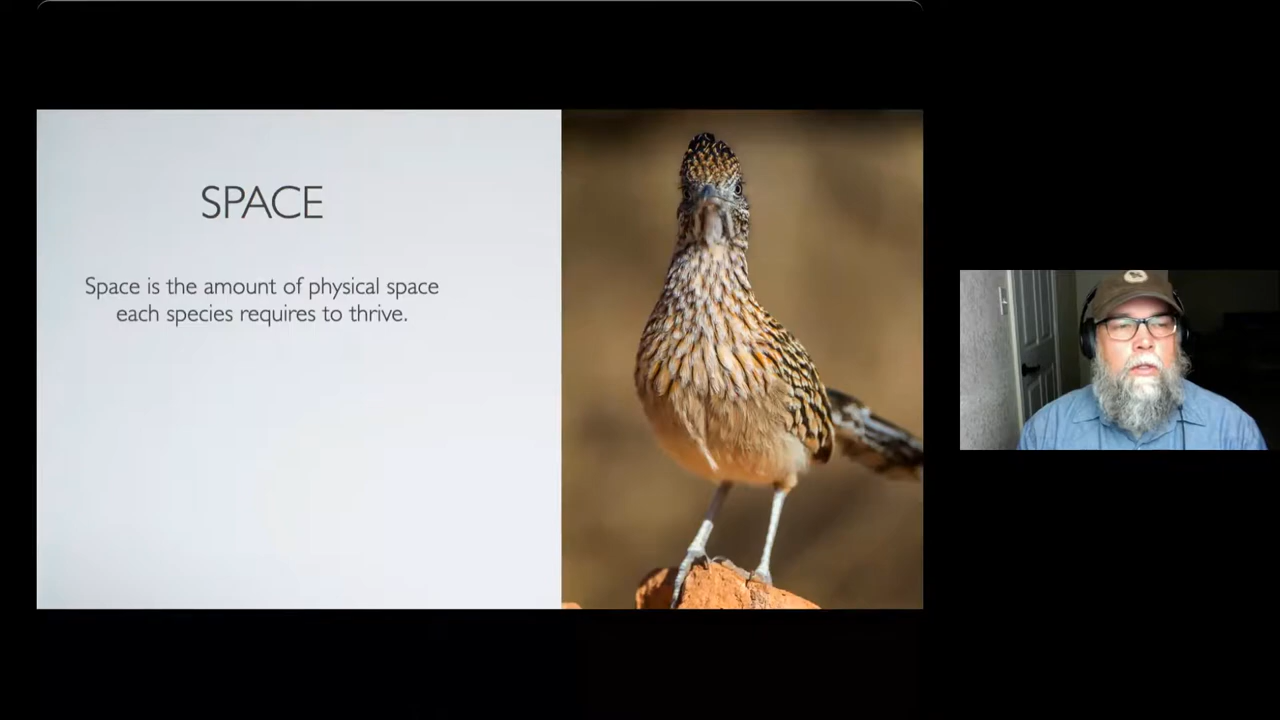 SPACE
Space is the amount of physical space
each species requires to thrive.